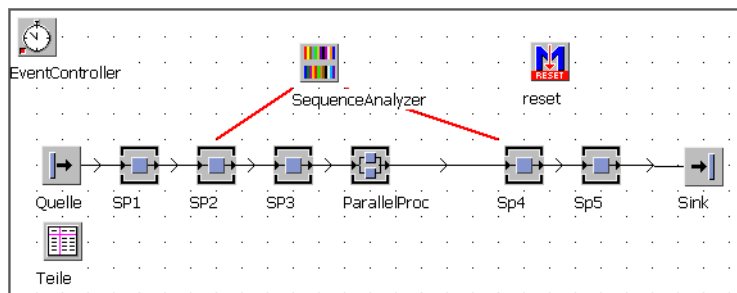 EventController
SequenceAnalyzer
M
RESET
reset
Quelle SP1 SP2 SP3 ParallelProc Sp4 Sp5 Sink
Teile